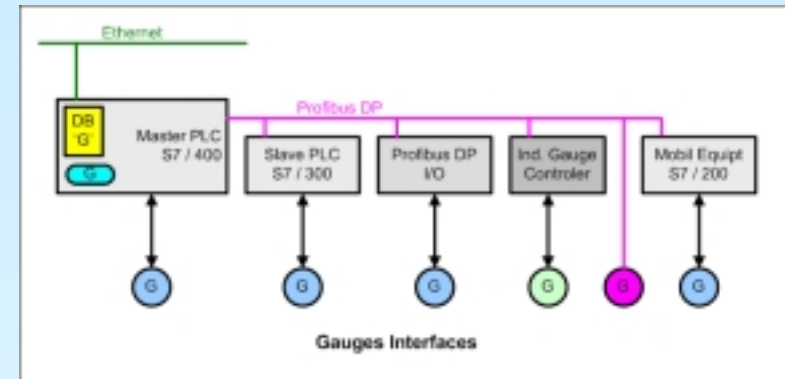 Ethernet
Profibus DP
DB
"G"
Master PLC
S7 / 400
G
Slave PLC
S7 / 300
Profibus DP
I/O
Ind. Gauge
Controler
Mobil Equipt
S7 / 200
G
G
G
G
G
G
Gauges Interfaces